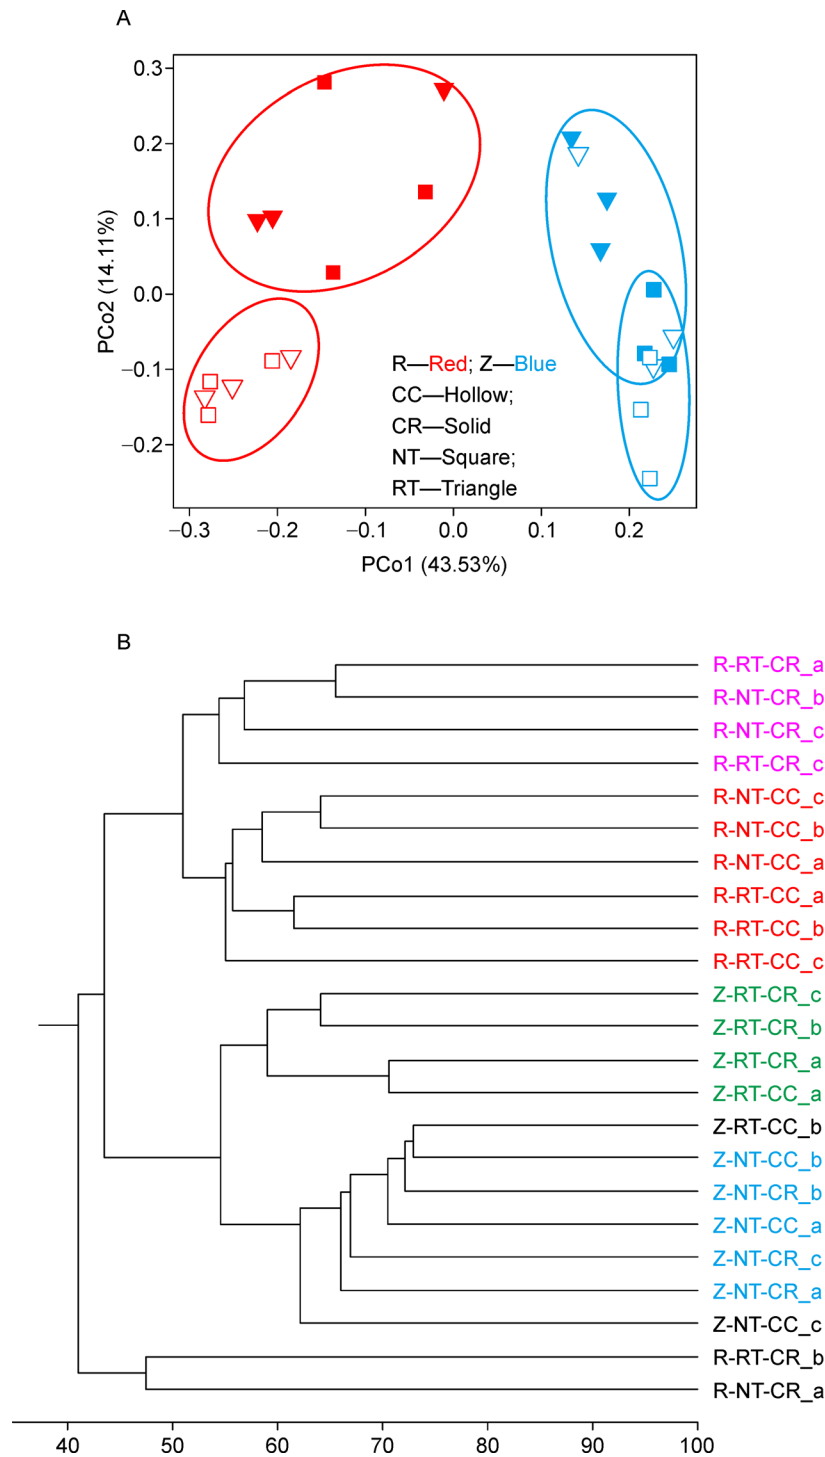 A
PCo2 (14.11%)
0.3
0.2
0.1
0.0
−0.1
−0.2
R—Red; Z—Blue
CC—Hollow;
CR—Solid
NT—Square;
RT—Triangle
−0.3 −0.2 −0.1 0.0 0.1 0.2
PCo1 (43.53%)
B
R-RT-CR_a
R-NT-CR_b
R-NT-CR_c
R-RT-CR_c
R-NT-CC_c
R-NT-CC_b
R-NT-CC_a
R-RT-CC_a
R-RT-CC_b
R-RT-CC_c
Z-RT-CR_c
Z-RT-CR_b
Z-RT-CR_a
Z-RT-CC_a
Z-RT-CC_b
Z-NT-CC_b
Z-NT-CR_b
Z-NT-CC_a
Z-NT-CR_c
Z-NT-CR_a
Z-NT-CC_c
R-RT-CR_b
R-NT-CR_a
40 50 60 70 80 90 100